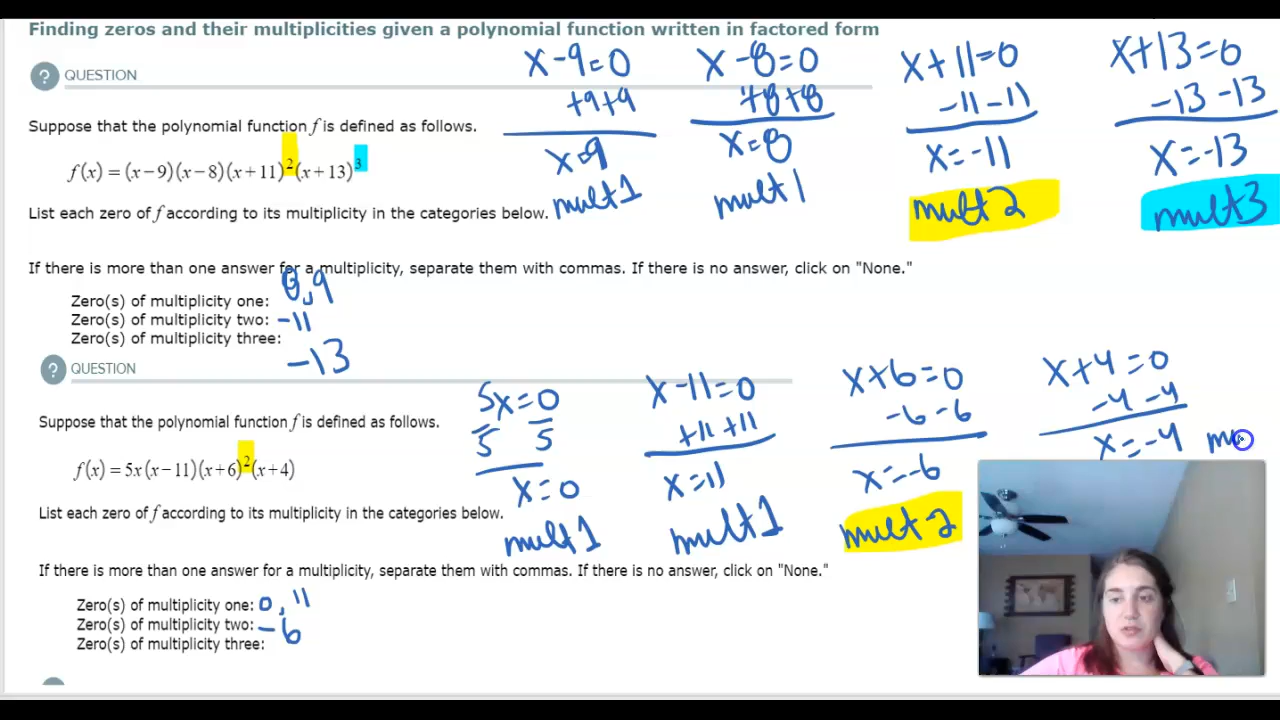 Finding zeros and their multiplicities given a polynomial function written in factored form
? QUESTION
Suppose that the polynomial function f is defined as follows.
f(x) = (x−9)(x−8)(x+11)²(x+13)³
List each zero of f according to its multiplicity in the categories below.
x-9=0
+9+9
x=9
mult 1
x-8=0
+8+8
x=8
mult 1
x+11=0
-11 -11
x=-11
mult 2
x+13=0
-13 -13
x=-13
mult 3
If there is more than one answer for a multiplicity, separate them with commas. If there is no answer, click on "None."
Zero(s) of multiplicity one: 8,9
Zero(s) of multiplicity two: -11
Zero(s) of multiplicity three:
-13
? QUESTION
Suppose that the polynomial function f is defined as follows.
f(x) = 5x(x−11)(x+6)²(x+4)
List each zero of f according to its multiplicity in the categories below.
5x=0
5 5
x=0
mult 1
x-11=0
+11 +11
x=11
mult 1
x+6=0
-6 -6
x=-6
mult 2
x+4=0
-4 -4
x=-4 mu
If there is more than one answer for a multiplicity, separate them with commas. If there is no answer, click on "None."
Zero(s) of multiplicity one: 0, 11
Zero(s) of multiplicity two: -6
Zero(s) of multiplicity three: